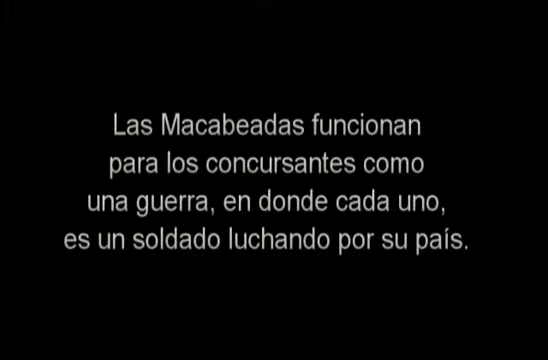 Las Macabeadas funcionan
para los concursantes como
una guerra, en donde cada uno,
es un soldado luchando por su país.